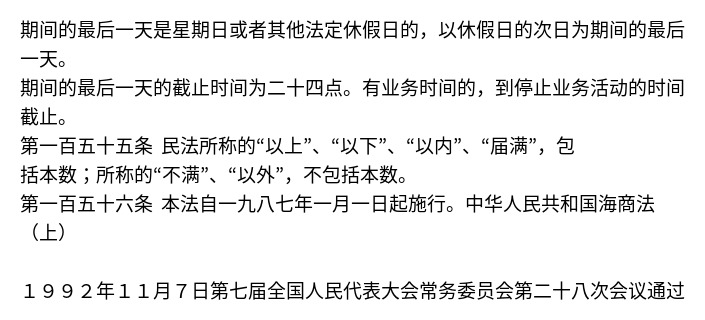 期间的最后一天是星期日或者其他法定休假日的，以休假日的次日为期间的最后
一天。
期间的最后一天的截止时间为二十四点。有业务时间的，到停止业务活动的时间
截止。
第一百五十五条 民法所称的“以上”、“以下”、“以内”、“届满”，包
括本数；所称的“不满”、“以外”，不包括本数。
第一百五十六条 本法自一九八七年一月一日起施行。中华人民共和国海商法
（上）
１９９２年１１月７日第七届全国人民代表大会常务委员会第二十八次会议通过